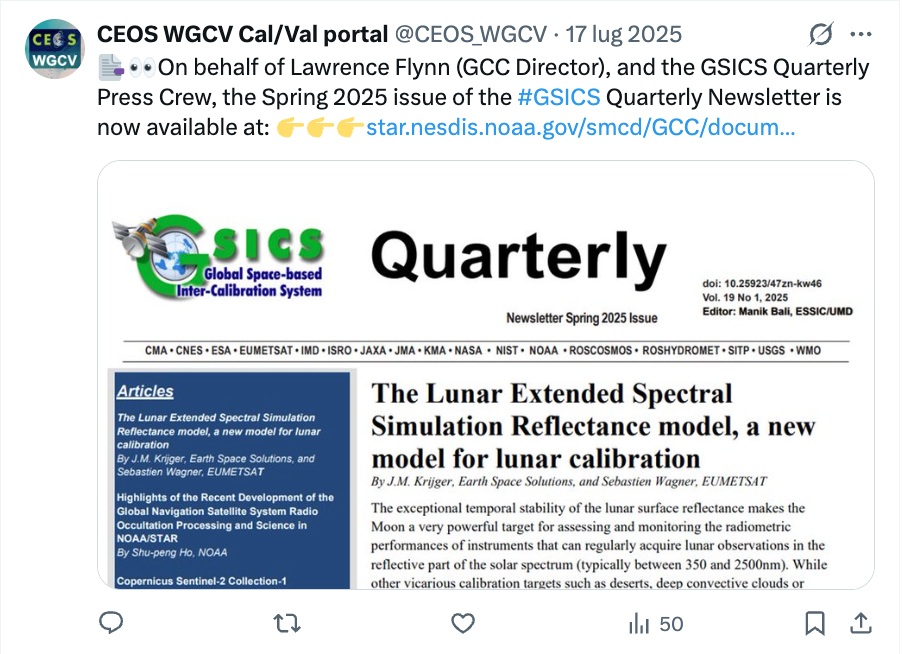 CEOS WGCV Cal/Val portal @CEOS_WGCV · 17 lug 2025
CEOS
WGCV
On behalf of Lawrence Flynn (GCC Director), and the GSICS Quarterly
Press Crew, the Spring 2025 issue of the #GSICS Quarterly Newsletter is
now available at: 👉👉👉star.nesdis.noaa.gov/smcd/GCC/docum...
GSICS
Global Space-based
Inter-Calibration System
Quarterly
Newsletter Spring 2025 Issue
doi: 10.25923/47zn-kw46
Vol. 19 No 1, 2025
Editor: Manik Bali, ESSIC/UMD
CMA • CNES • ESA • EUMETSAT • IMD • ISRO • JAXA • JMA • KMA • NASA • NIST • NOAA • ROSCOSMOS • ROSHYDROMET • SITP • USGS • WMO
Articles
The Lunar Extended Spectral Simulation
Reflectance model, a new model for lunar
calibration
By J.M. Krijger, Earth Space Solutions, and
Sebastien Wagner, EUMETSAT
Highlights of the Recent Development of the
Global Navigation Satellite System Radio
Occultation Processing and Science in
NOAA/STAR
By Shu-peng Ho, NOAA
Copernicus Sentinel-2 Collection-1
The Lunar Extended Spectral
Simulation Reflectance model, a new
model for lunar calibration
By J.M. Krijger, Earth Space Solutions, and Sebastien Wagner, EUMETSAT
The exceptional temporal stability of the lunar surface reflectance makes the
Moon a very powerful target for assessing and monitoring the radiometric
performances of instruments that can regularly acquire lunar observations in the
reflective part of the solar spectrum (typically between 350 and 2500nm). While
other vicarious calibration targets such as deserts, deep convective clouds or
50